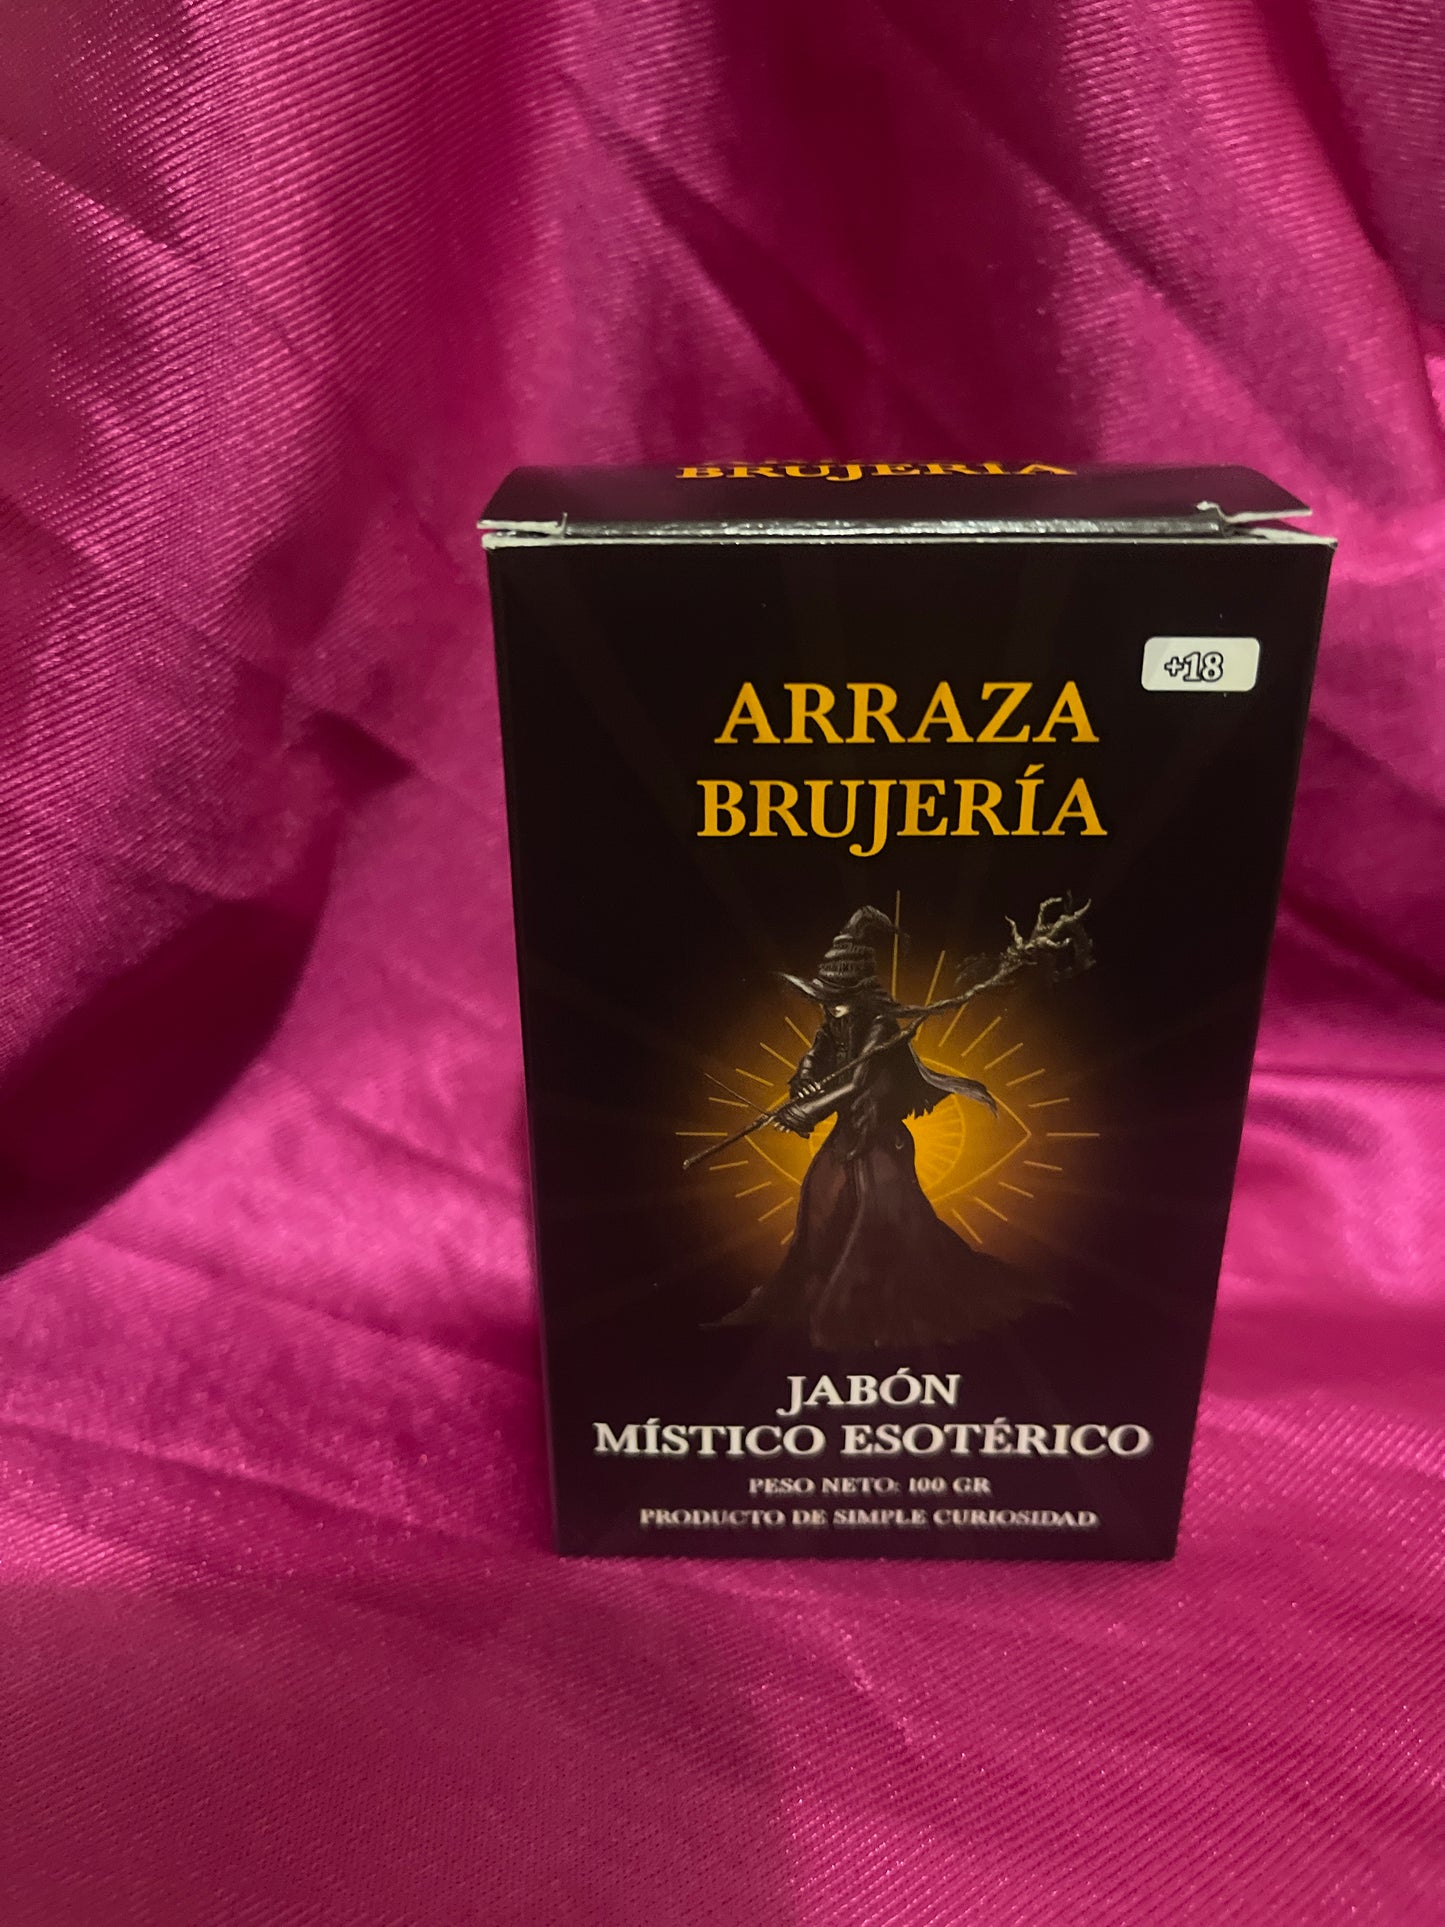 BRUJERÍA
+18
ARRAZA
BRUJERÍA
JABÓN
MÍSTICO ESOTÉRICO
PESO NETO: 100 GR
PRODUCTO DE SIMPLE CURIOSIDAD